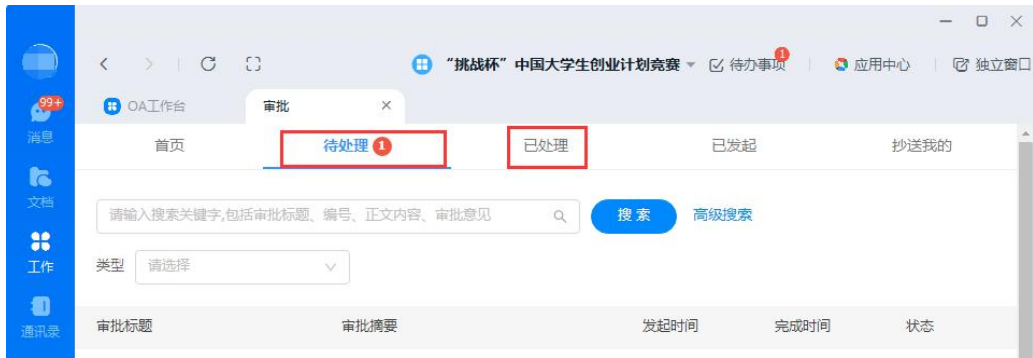 “挑战杯”中国大学生创业计划竞赛 待办事项 1 应用中心 独立窗口
OA工作台 审批
99+
消息
首页 待处理 1 已处理 已发起 抄送我的
文档
请输入搜索关键字,包括审批标题、编号、正文内容、审批意见 搜索 高级搜索
工作
类型 请选择
通讯录
审批标题 审批摘要 发起时间 完成时间 状态